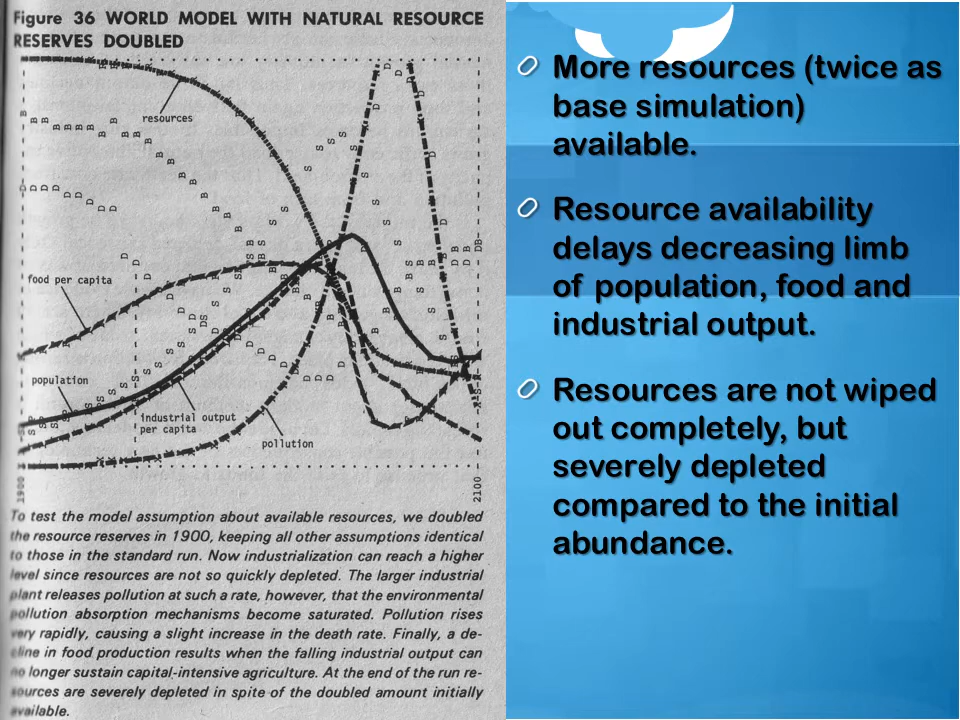 Figure 36 WORLD MODEL WITH NATURAL RESOURCE
RESERVES DOUBLED
resources
food per capita
population
industrial output
per capita
pollution
1900
2100
To test the model assumption about available resources, we doubled
the resource reserves in 1900, keeping all other assumptions identical
to those in the standard run. Now industrialization can reach a higher
level since resources are not so quickly depleted. The larger industrial
plant releases pollution at such a rate, however, that the environmental
pollution absorption mechanisms become saturated. Pollution rises
very rapidly, causing a slight increase in the death rate. Finally, a de-
cline in food production results when the falling industrial output can
no longer sustain capital-intensive agriculture. At the end of the run re-
sources are severely depleted in spite of the doubled amount initially
available.
More resources (twice as
base simulation)
available.
Resource availability
delays decreasing limb
of population, food and
industrial output.
Resources are not wiped
out completely, but
severely depleted
compared to the initial
abundance.